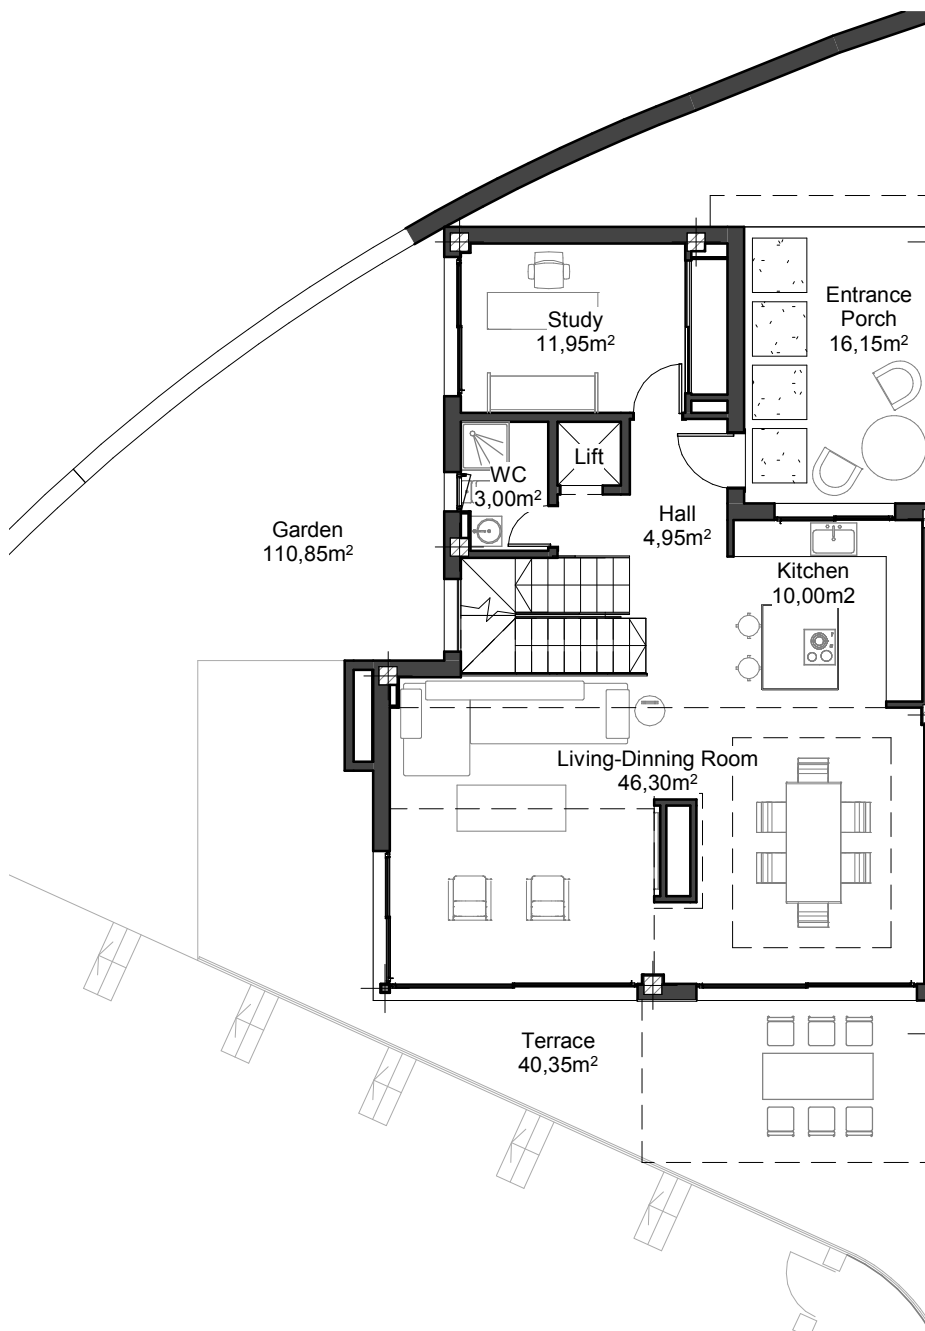 Entrance
Porch
16,15m²
Study
11,95m²
Lift
WC
3,00m²
Hall
4,95m²
Garden
110,85m²
Kitchen
10,00m2
Living-Dinning Room
46,30m²
Terrace
40,35m²